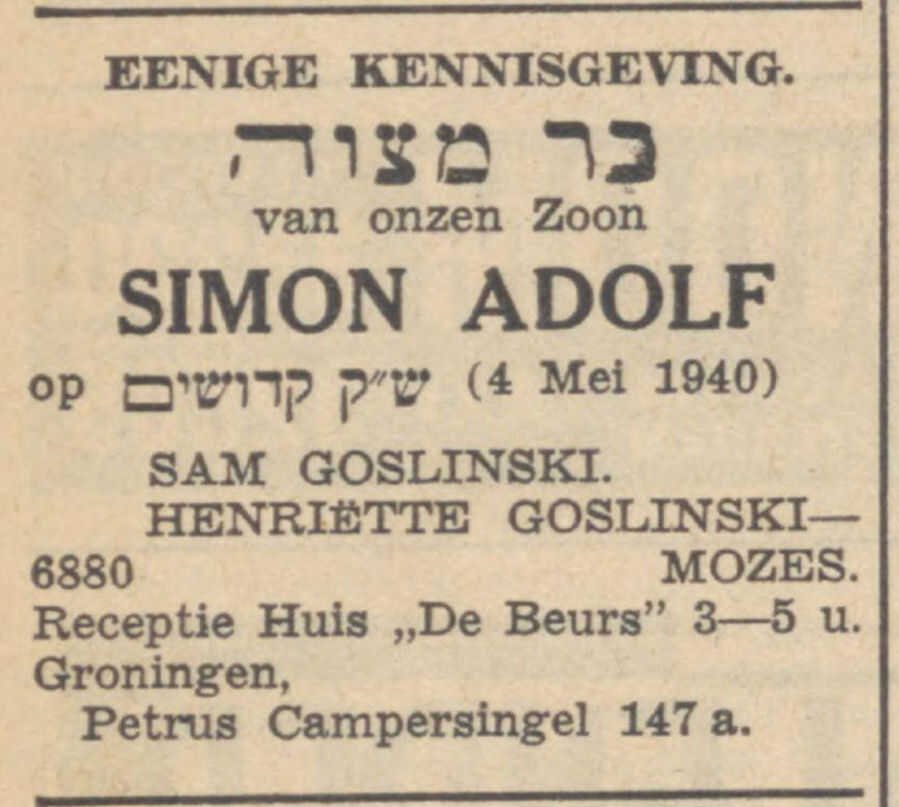 EENIGE KENNISGEVING.
בר מצוה
van onzen Zoon
SIMON ADOLF
op ש״ק קדושים (4 Mei 1940)
SAM GOSLINSKI.
HENRIËTTE GOSLINSKI—
6880 MOZES.
Receptie Huis „De Beurs” 3—5 u.
Groningen,
Petrus Campersingel 147 a.